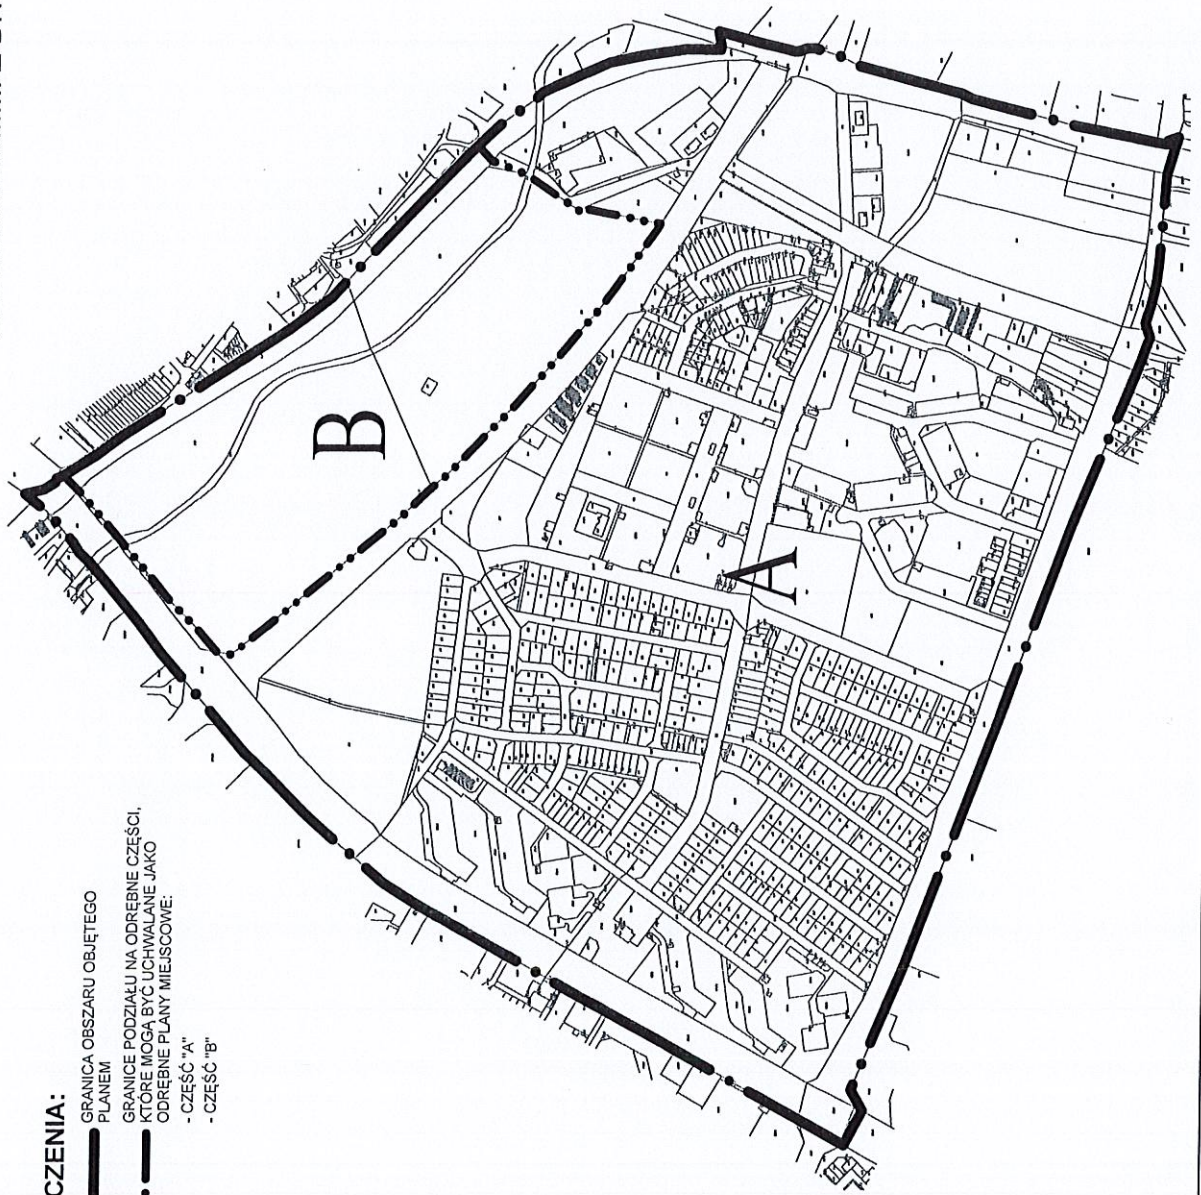 CZENIA:
GRANICA OBSZARU OBJĘTEGO
PLANEM
GRANICE PODZIAŁU NA ODRĘBNE CZĘŚCI,
KTÓRE MOGĄ BYĆ UCHWALANE JAKO
ODRĘBNE PLANY MIEJSCOWE:
- CZĘŚĆ "A"
- CZĘŚĆ "B"
B
A